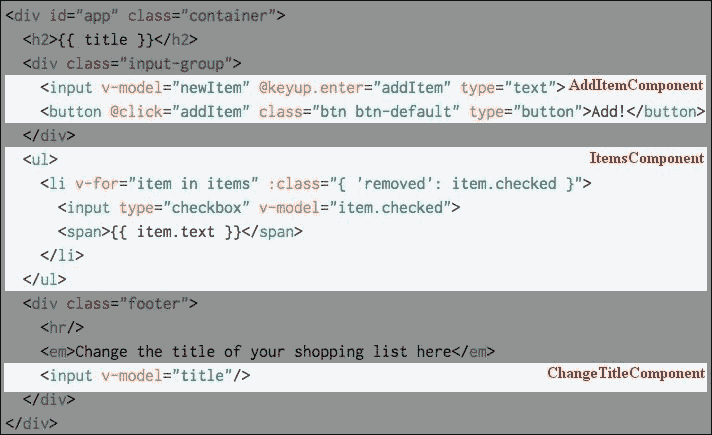 <div id="app" class="container">
<h2>{{ title }}</h2>
<div class="input-group">
<input v-model="newItem" @keyup.enter="addItem" type="text"> AddItemComponent
<button @click="addItem" class="btn btn-default" type="button">Add!</button>
</div>
<ul> ItemsComponent
<li v-for="item in items" :class="{ 'removed': item.checked }">
<input type="checkbox" v-model="item.checked">
<span>{{ item.text }}</span>
</li>
</ul>
<div class="footer">
<hr/>
<em>Change the title of your shopping list here</em>
<input v-model="title"/> ChangeTitleComponent
</div>
</div>